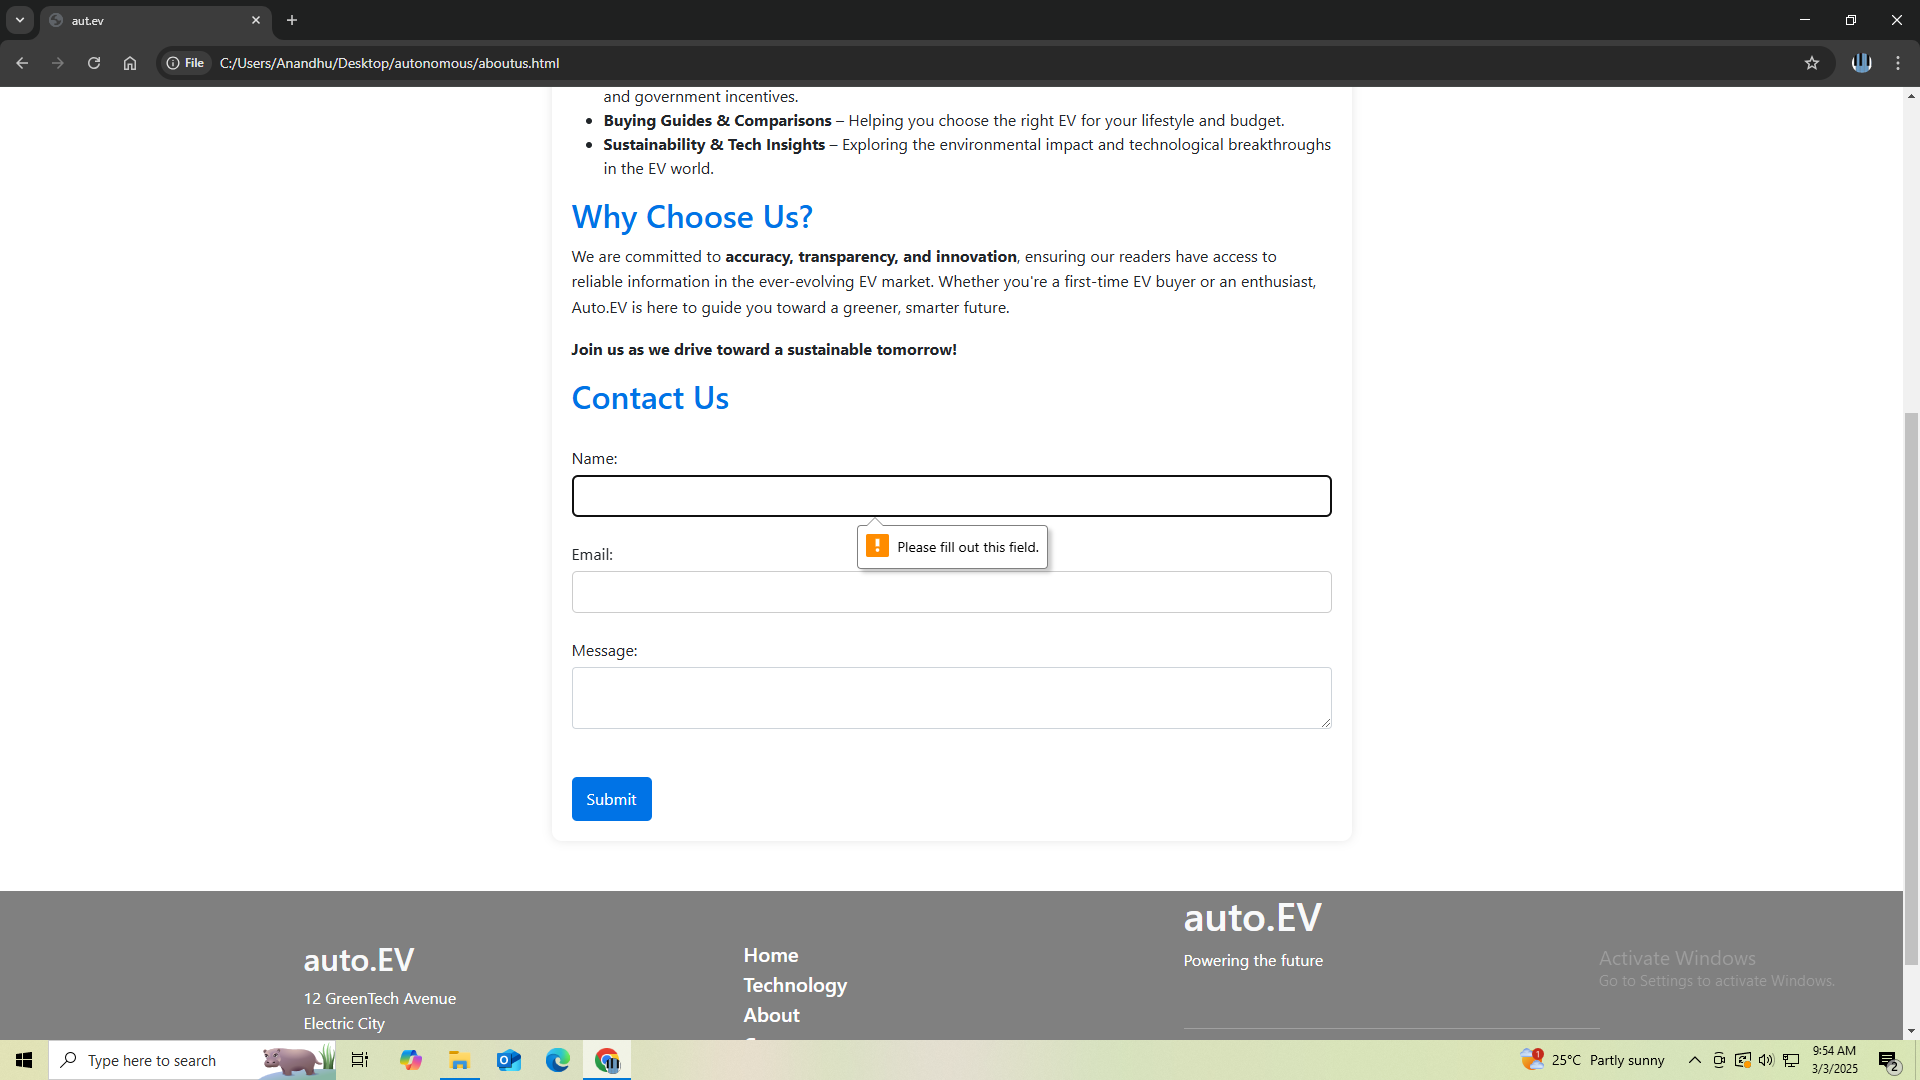 aut.ev
File
C:/Users/Anandhu/Desktop/autonomous/aboutus.html
and government incentives.
• Buying Guides & Comparisons – Helping you choose the right EV for your lifestyle and budget.
• Sustainability & Tech Insights – Exploring the environmental impact and technological breakthroughs
in the EV world.
Why Choose Us?
We are committed to accuracy, transparency, and innovation, ensuring our readers have access to
reliable information in the ever-evolving EV market. Whether you're a first-time EV buyer or an enthusiast,
Auto.EV is here to guide you toward a greener, smarter future.
Join us as we drive toward a sustainable tomorrow!
Contact Us
Name:
Please fill out this field.
Email:
Message:
Submit
auto.EV
12 GreenTech Avenue
Electric City
Home
Technology
About
auto.EV
Powering the future
Activate Windows
Go to Settings to activate Windows.
Type here to search
1
25°C Partly sunny
9:54 AM
3/3/2025
2